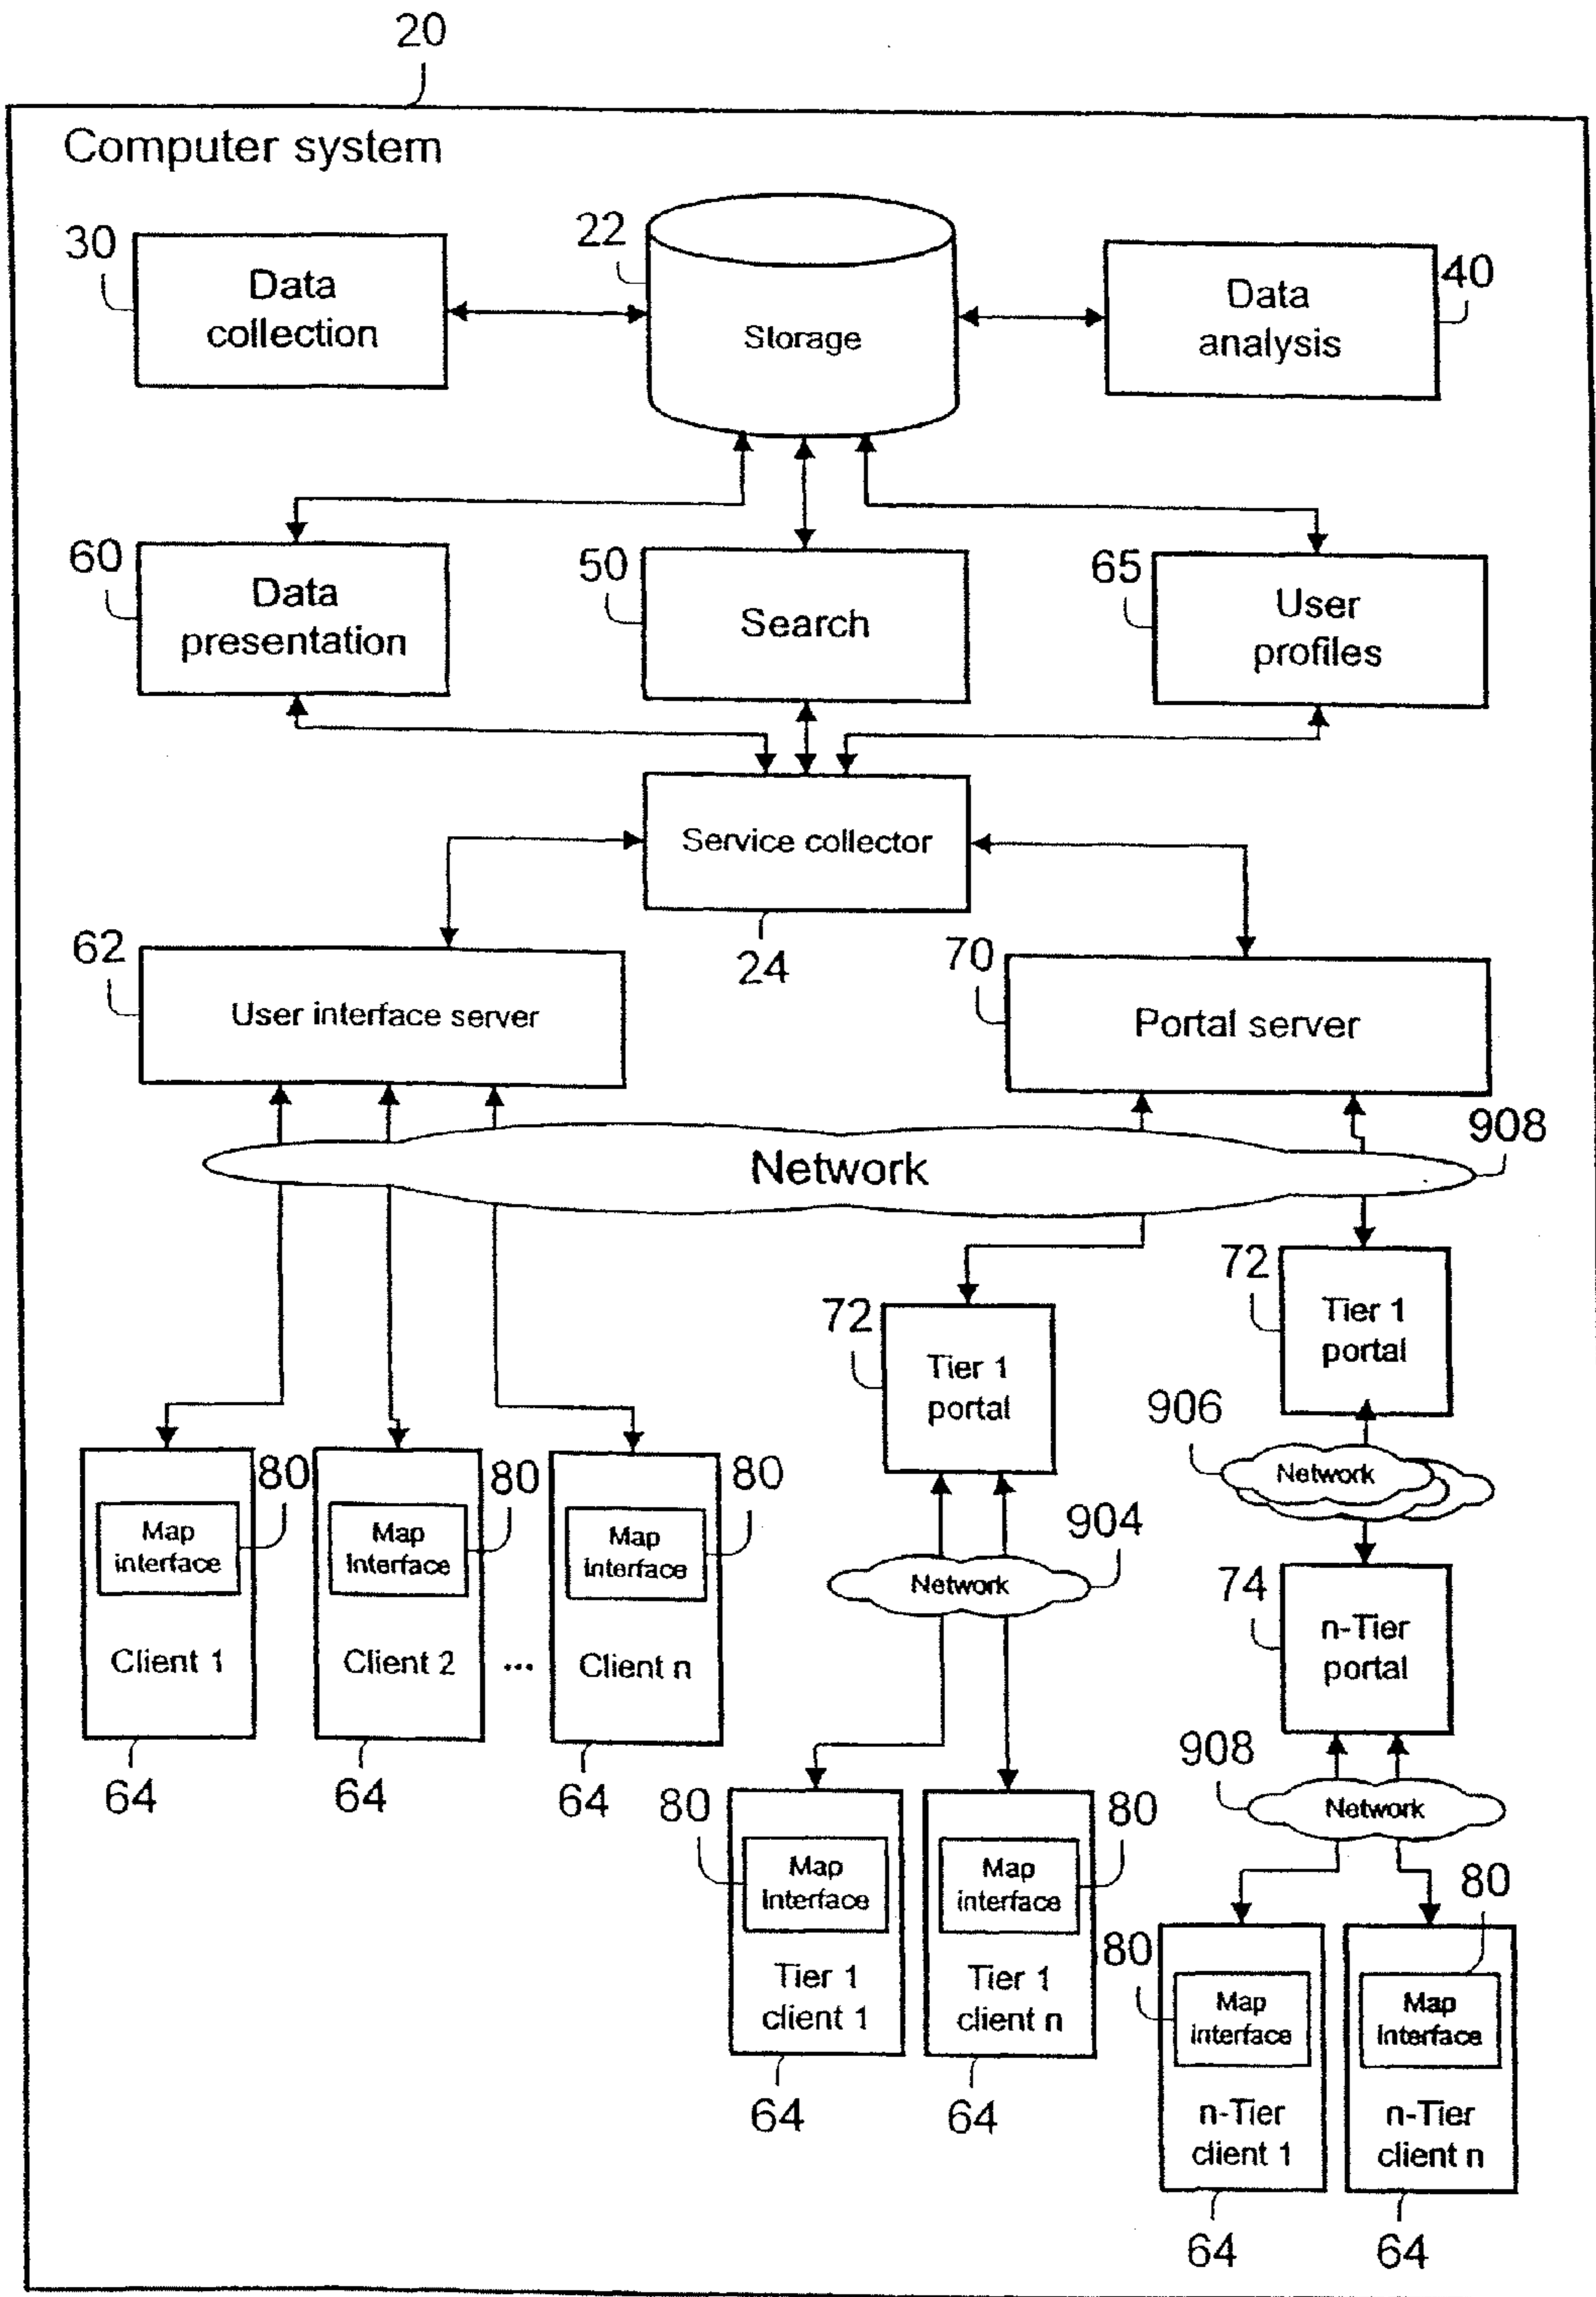 20
Computer system
30
Data
collection
22
Storage
Data
analysis
40
60
Data
presentation
50
Search
65
User
profiles
Service collector
24
62
User interface server
70
Portal server
908
Network
72
Tier 1
portal
72
Tier 1
portal
906
Network
80
Map
interface
Client 1
64
80
Map
Interface
Client 2
64
...
80
Map
interface
Client n
64
904
Network
74
n-Tier
portal
908
Network
80
Map
Interface
Tier 1
client 1
64
80
Map
interface
Tier 1
client n
64
80
Map
interface
n-Tier
client 1
64
80
Map
Interface
n-Tier
client n
64